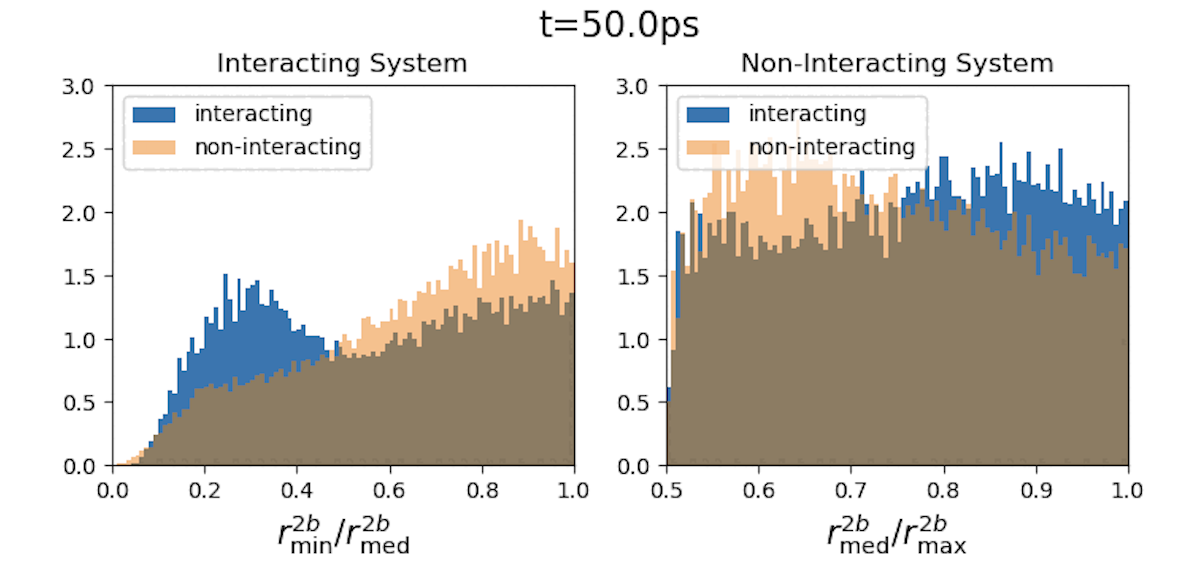 t=50.0ps
Interacting System
Non-Interacting System
3.0
2.5
2.0
1.5
1.0
0.5
0.0
interacting
non-interacting
0.0 0.2 0.4 0.6 0.8 1.0
r^{2b}_{min}/r^{2b}_{med}
3.0
2.5
2.0
1.5
1.0
0.5
0.0
interacting
non-interacting
0.5 0.6 0.7 0.8 0.9 1.0
r^{2b}_{med}/r^{2b}_{max}